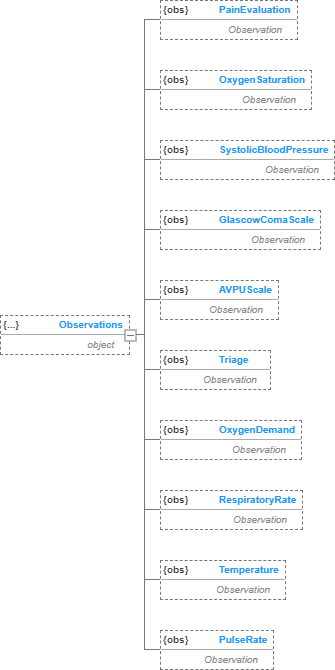 {obs} PainEvaluation
Observation
{obs} OxygenSaturation
Observation
{obs} SystolicBloodPressure
Observation
{obs} GlascowComaScale
Observation
{obs} AVPUScale
Observation
{...} Observations
object
{obs} Triage
Observation
{obs} OxygenDemand
Observation
{obs} RespiratoryRate
Observation
{obs} Temperature
Observation
{obs} PulseRate
Observation